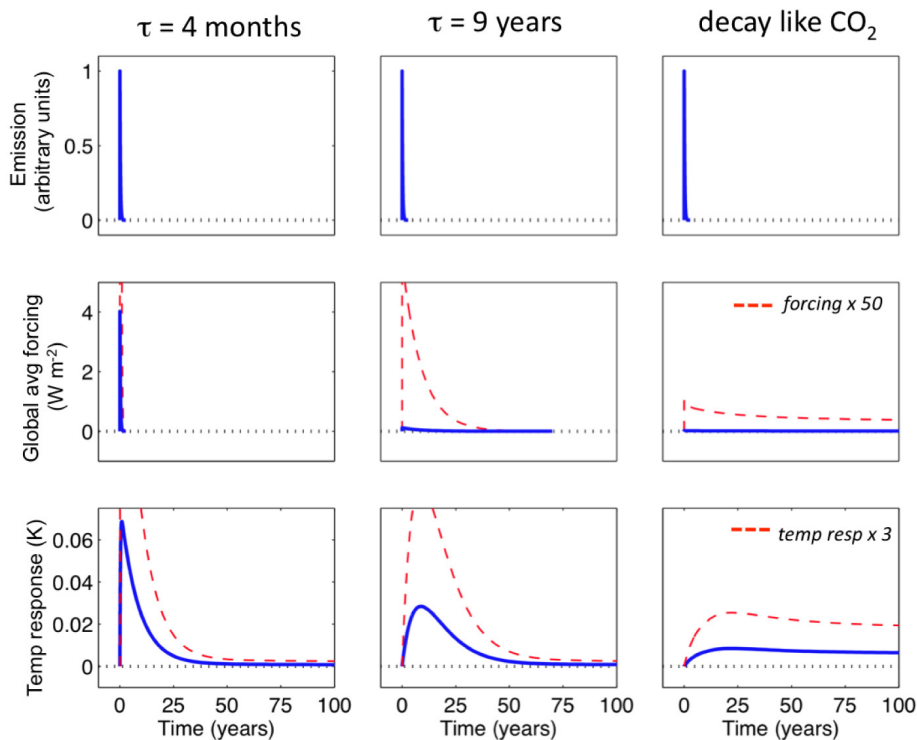 τ = 4 months
τ = 9 years
decay like CO₂
Emission
(arbitrary units)
1
0.5
0
Global avg forcing
(W m⁻²)
4
2
0
forcing x 50
Temp response (K)
0.06
0.04
0.02
0
temp resp x 3
0 25 50 75 100
0 25 50 75 100
0 25 50 75 100
Time (years)
Time (years)
Time (years)